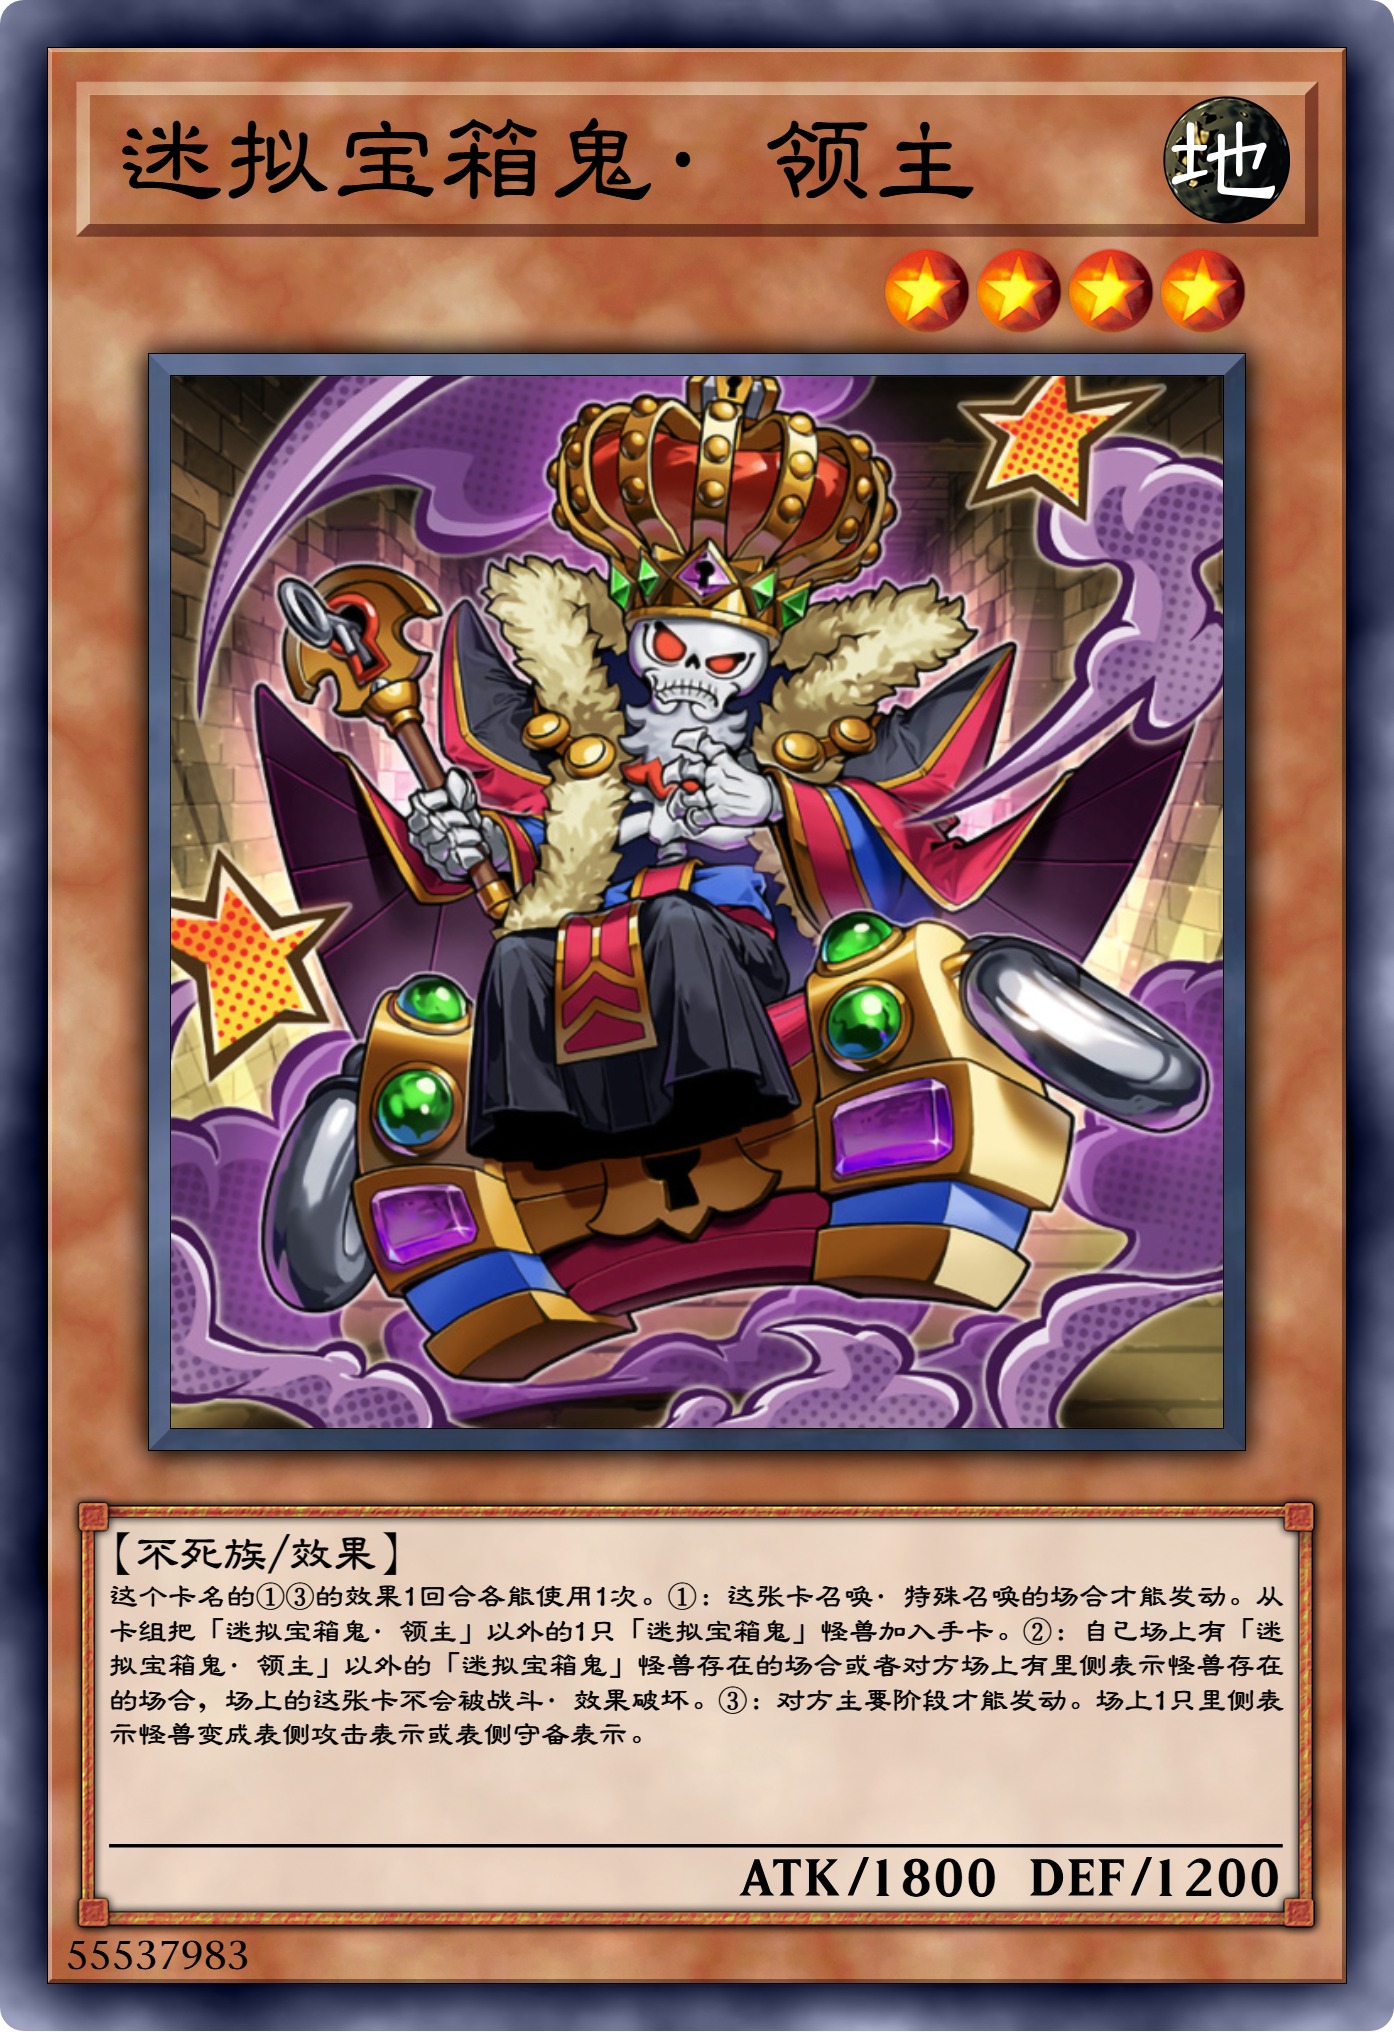 迷拟宝箱鬼·领主
地
【不死族/效果】
这个卡名的①③的效果1回合各能使用1次。①：这张卡召唤·特殊召唤的场合才能发动。从
卡组把「迷拟宝箱鬼·领主」以外的1只「迷拟宝箱鬼」怪兽加入手卡。②：自己场上有「迷
拟宝箱鬼·领主」以外的「迷拟宝箱鬼」怪兽存在的场合或者对方场上有里侧表示怪兽存在
的场合，场上的这张卡不会被战斗·效果破坏。③：对方主要阶段才能发动。场上1只里侧表
示怪兽变成表侧攻击表示或表侧守备表示。
ATK/1800 DEF/1200
55537983